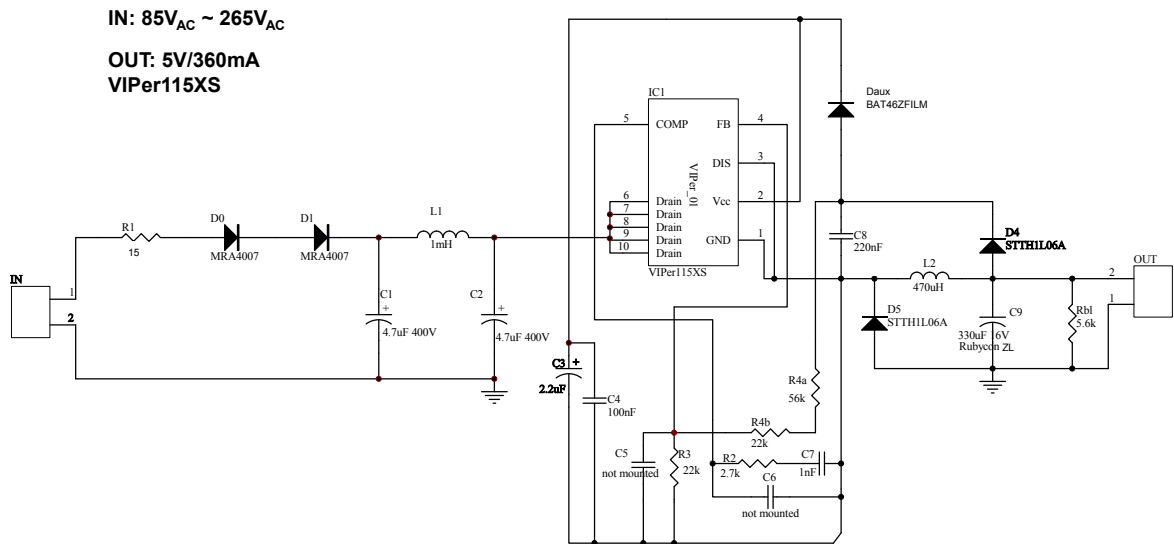 IN: 85VAC ~ 265VAC
OUT: 5V/360mA
VIPer115XS
IC1
5
COMP
FB
4
DIS
3
VIPer_01
Vcc
2
6
Drain
7
Drain
8
Drain
9
Drain
10
Drain
GND
1
VIPer115XS
Daux
BAT46ZFILM
R1
15
D0
MRA4007
D1
MRA4007
L1
1mH
IN
1
2
C1
+
4.7uF 400V
C2
+
4.7uF 400V
C8
220nF
D4
STTH1L06A
L2
470uH
OUT
2
1
D5
STTH1L06A
C9
330uF 16V
Rubycon ZL
Rbl
5.6k
C3
+
2.2uF
C4
100nF
R4a
56k
R4b
22k
C5
not mounted
R3
22k
R2
2.7k
C7
1nF
C6
not mounted